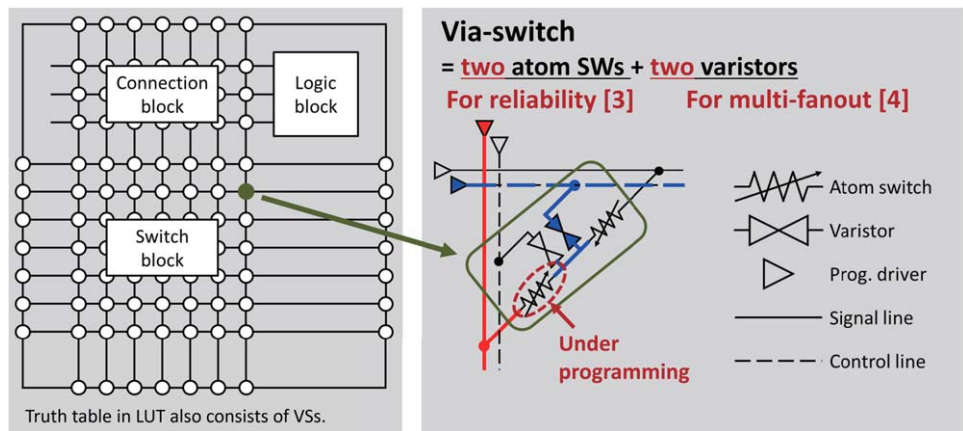 Connection
block
Logic
block
Switch
block
Truth table in LUT also consists of VSs.
Via-switch
= two atom SWs + two varistors
For reliability [3] For multi-fanout [4]
Under
programming
Atom switch
Varistor
Prog. driver
Signal line
Control line